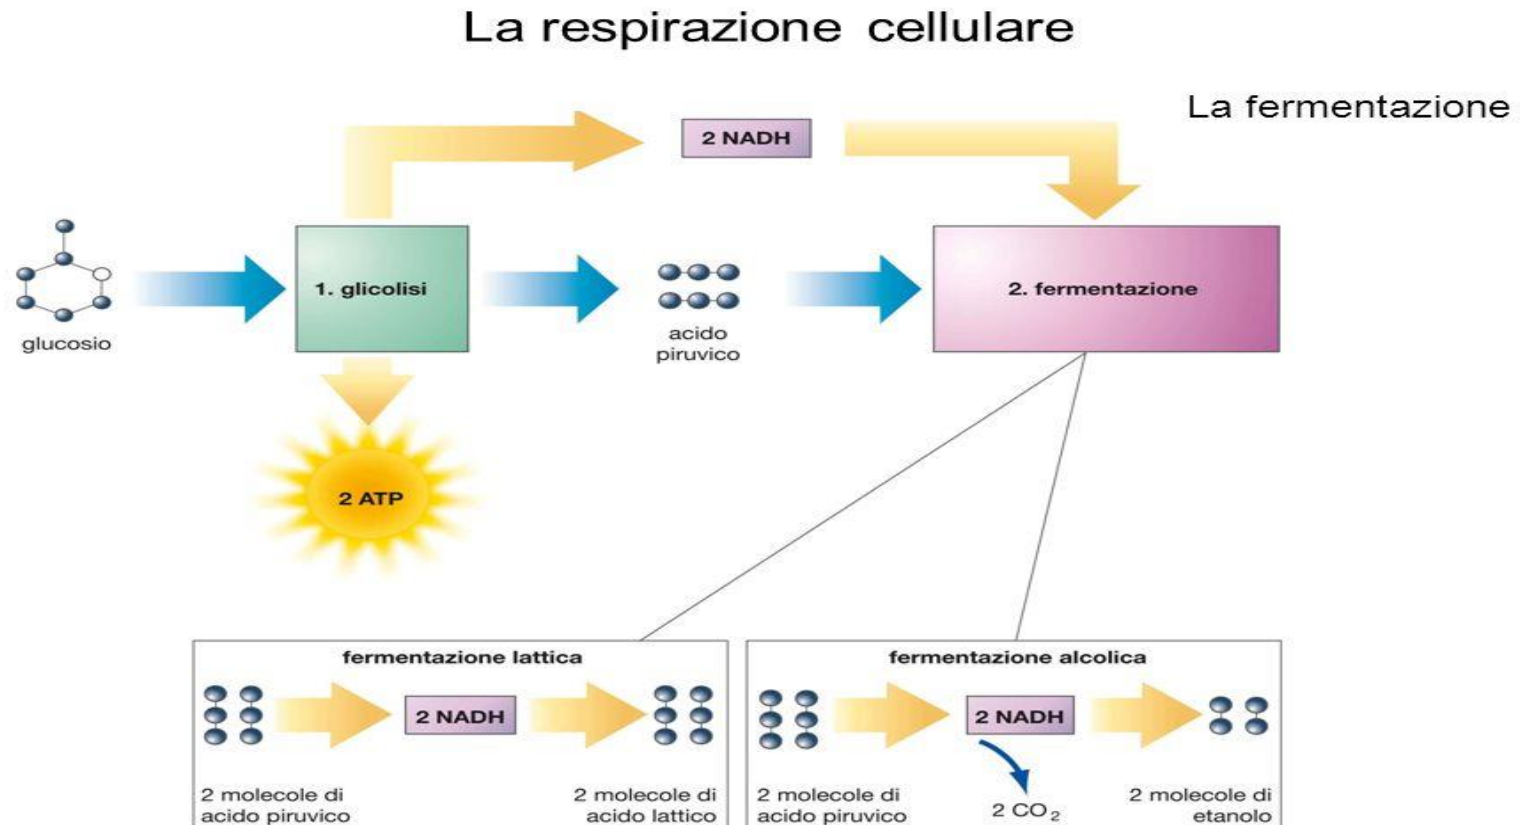 La respirazione cellulare
La fermentazione
2 NADH
1. glicolisi
2. fermentazione
glucosio
acido
piruvico
2 ATP
fermentazione lattica
2 NADH
2 molecole di
acido piruvico
2 molecole di
acido lattico
fermentazione alcolica
2 NADH
2 molecole di
acido piruvico
2 CO₂
2 molecole di
etanolo